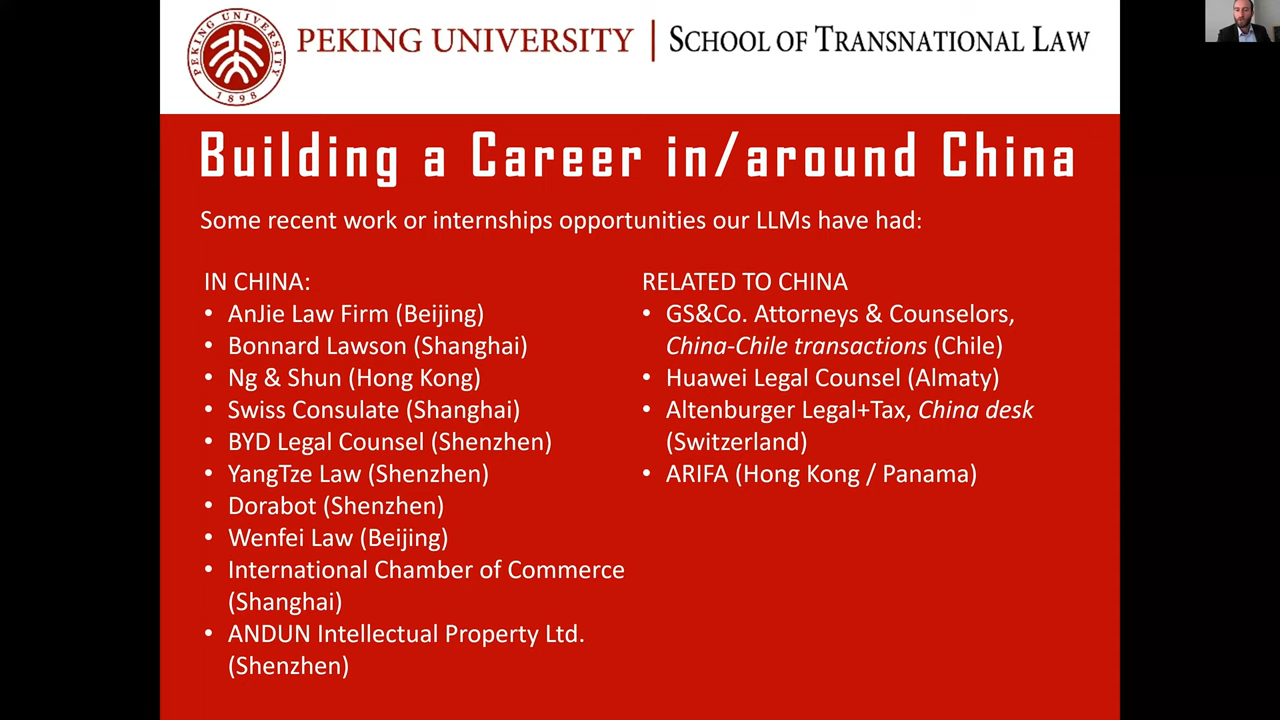 PEKING UNIVERSITY
1898
PEKING UNIVERSITY | SCHOOL OF TRANSNATIONAL LAW
Building a Career in/around China
Some recent work or internships opportunities our LLMs have had:
IN CHINA:
• AnJie Law Firm (Beijing)
• Bonnard Lawson (Shanghai)
• Ng & Shun (Hong Kong)
• Swiss Consulate (Shanghai)
• BYD Legal Counsel (Shenzhen)
• YangTze Law (Shenzhen)
• Dorabot (Shenzhen)
• Wenfei Law (Beijing)
• International Chamber of Commerce
(Shanghai)
• ANDUN Intellectual Property Ltd.
(Shenzhen)
RELATED TO CHINA
• GS&Co. Attorneys & Counselors,
China-Chile transactions (Chile)
• Huawei Legal Counsel (Almaty)
• Altenburger Legal+Tax, China desk
(Switzerland)
• ARIFA (Hong Kong / Panama)